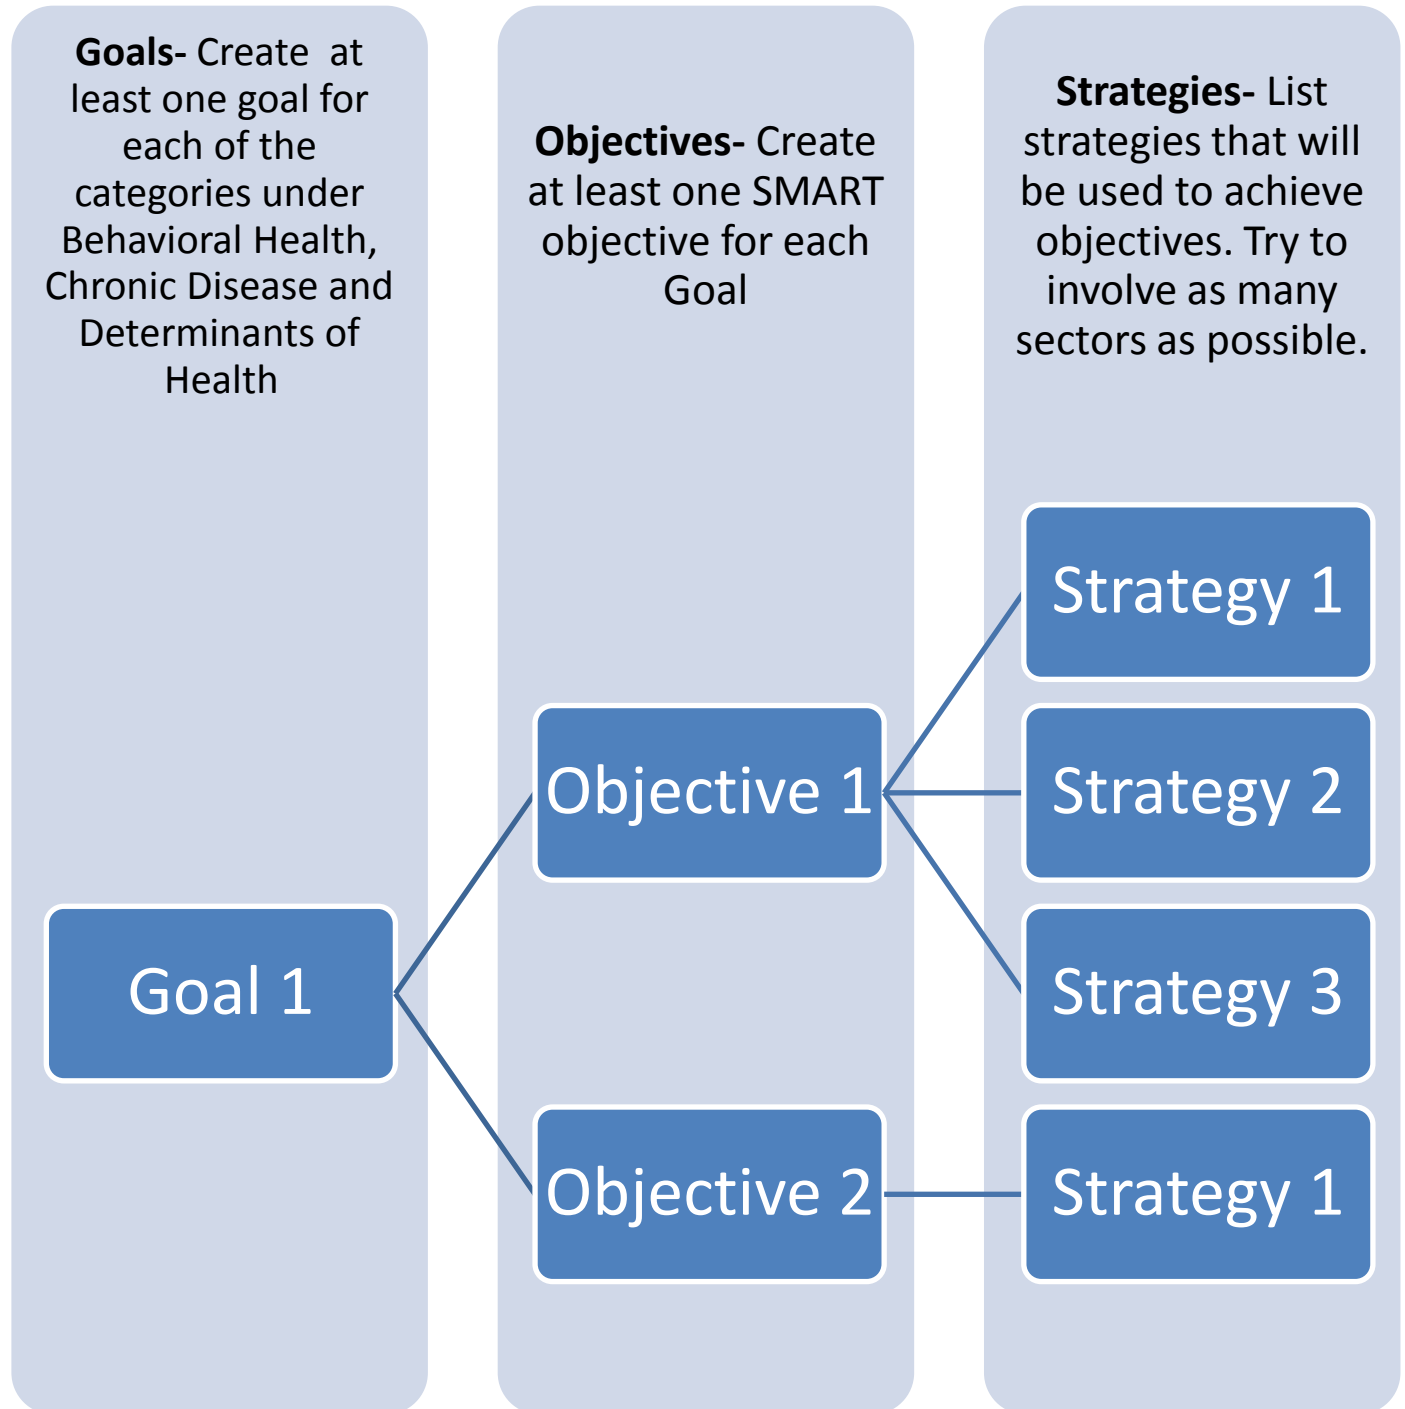 Goals- Create at
least one goal for
each of the
categories under
Behavioral Health,
Chronic Disease and
Determinants of
Health
Objectives- Create
at least one SMART
objective for each
Goal
Strategies- List
strategies that will
be used to achieve
objectives. Try to
involve as many
sectors as possible.
Goal 1
Objective 1
Objective 2
Strategy 1
Strategy 2
Strategy 3
Strategy 1